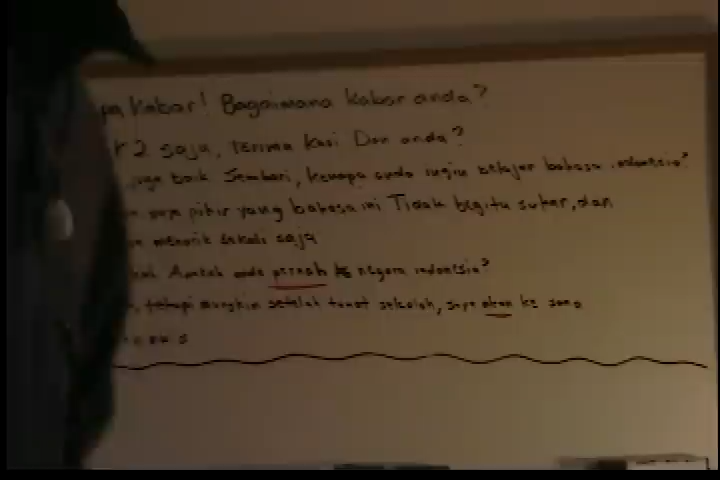 pa Kabar! Bagaimana kabar anda?
r 2 saja, Terima Kasi Dan anda?
juga baik Sembari, kenapa anda ingin belajar bahasa indonesia?
saya pikir yang bahasa ini Tidak begitu sukar, dan
menarik sekali saja
Apakah anda pernah ke negara indonesia?
, tetapi mungkin setelah tamat sekolah, saya akan ke sana